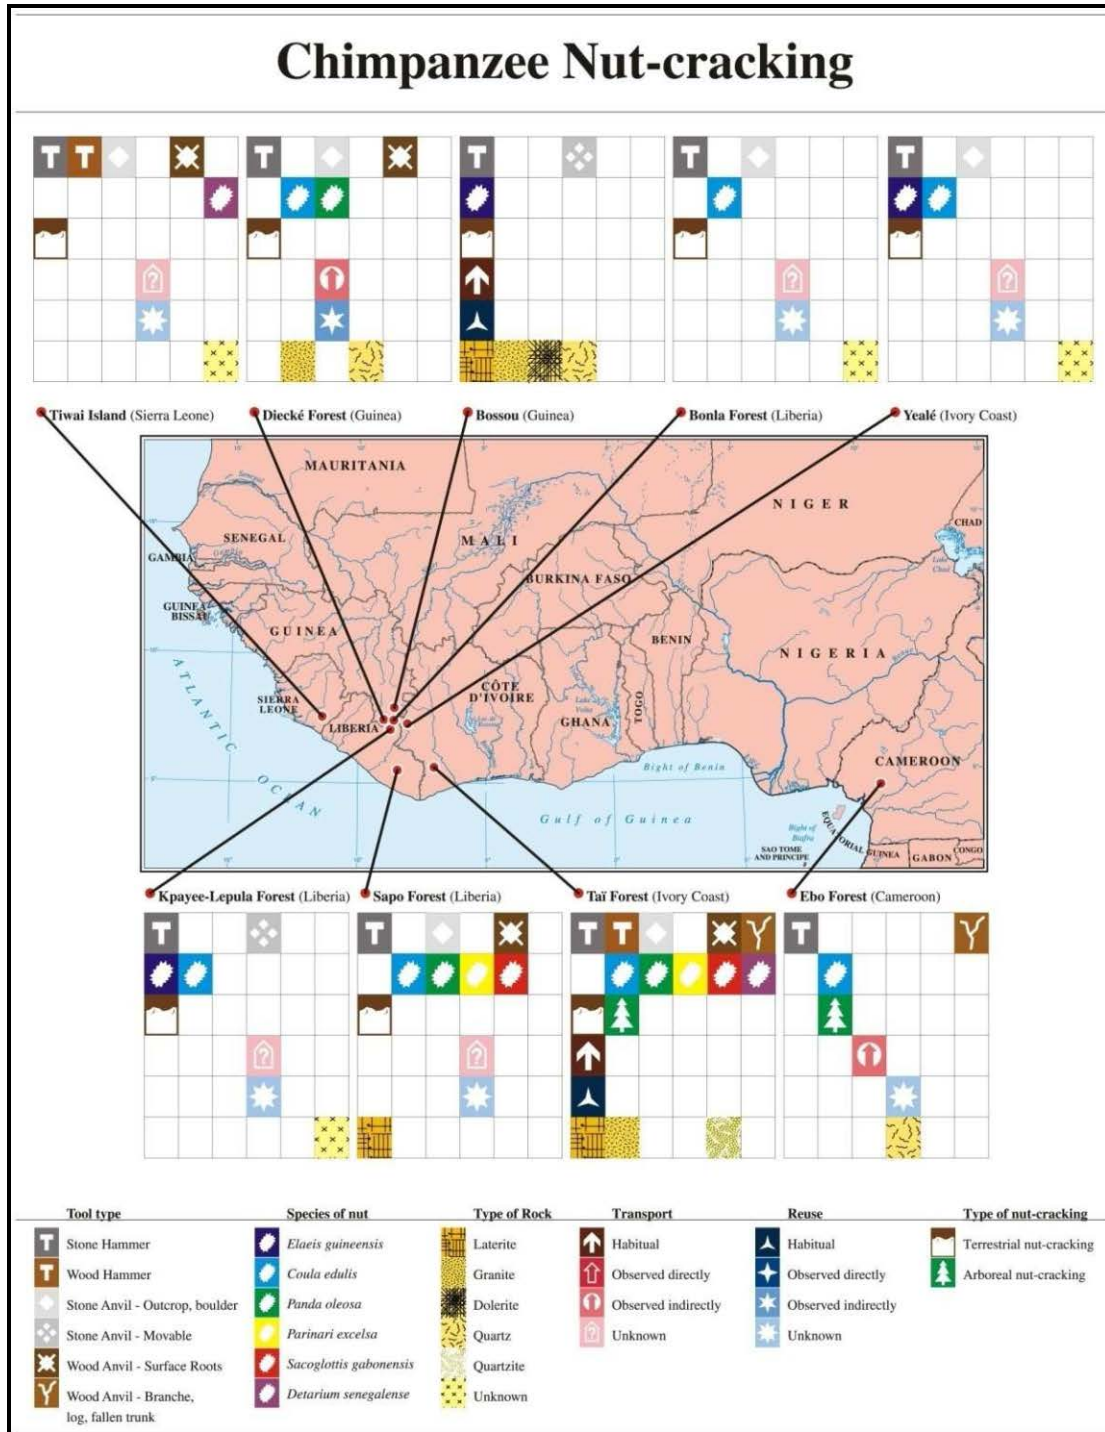 Chimpanzee Nut-cracking
Tiwai Island (Sierra Leone)
Diecké Forest (Guinea)
Bossou (Guinea)
Bonla Forest (Liberia)
Yealé (Ivory Coast)
MAURITANIA
NIGER
CHAD
SENEGAL
MALI
GAMBIA
BURKINA FASO
GUINEA
BISSAU
GUINEA
BENIN
NIGERIA
SIERRA
LEONE
CÔTE
D'IVOIRE
GHANA
TOGO
LIBERIA
ATLANTIC OCEAN
CAMEROON
Bight of Benin
Gulf of Guinea
Bight of
Biafra
EQUATORIAL GUINEA
SAO TOME
AND PRINCIPE
GABON
CONGO
Kpayee-Lepula Forest (Liberia)
Sapo Forest (Liberia)
Taï Forest (Ivory Coast)
Ebo Forest (Cameroon)
Tool type
Stone Hammer
Wood Hammer
Stone Anvil - Outcrop, boulder
Stone Anvil - Movable
Wood Anvil - Surface Roots
Wood Anvil - Branche,
log, fallen trunk
Species of nut
Elaeis guineensis
Coula edulis
Panda oleosa
Parinari excelsa
Sacoglottis gabonensis
Detarium senegalense
Type of Rock
Laterite
Granite
Dolerite
Quartz
Quartzite
Unknown
Transport
Habitual
Observed directly
Observed indirectly
Unknown
Reuse
Habitual
Observed directly
Observed indirectly
Unknown
Type of nut-cracking
Terrestrial nut-cracking
Arboreal nut-cracking